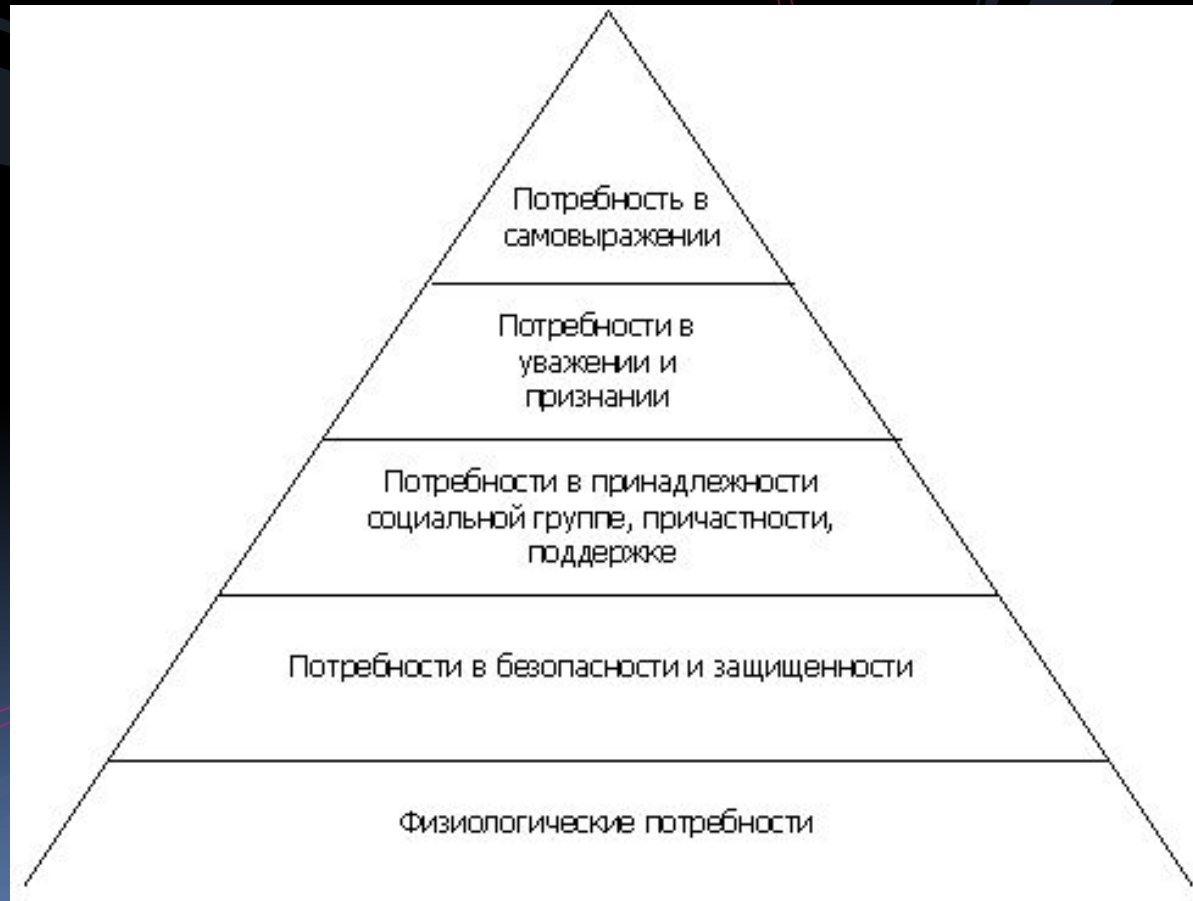 Потребность в
самовыражении
Потребности в
уважении и
признании
Потребности в принадлежности
социальной группе, причастности,
поддержке
Потребности в безопасности и защищенности
Физиологические потребности